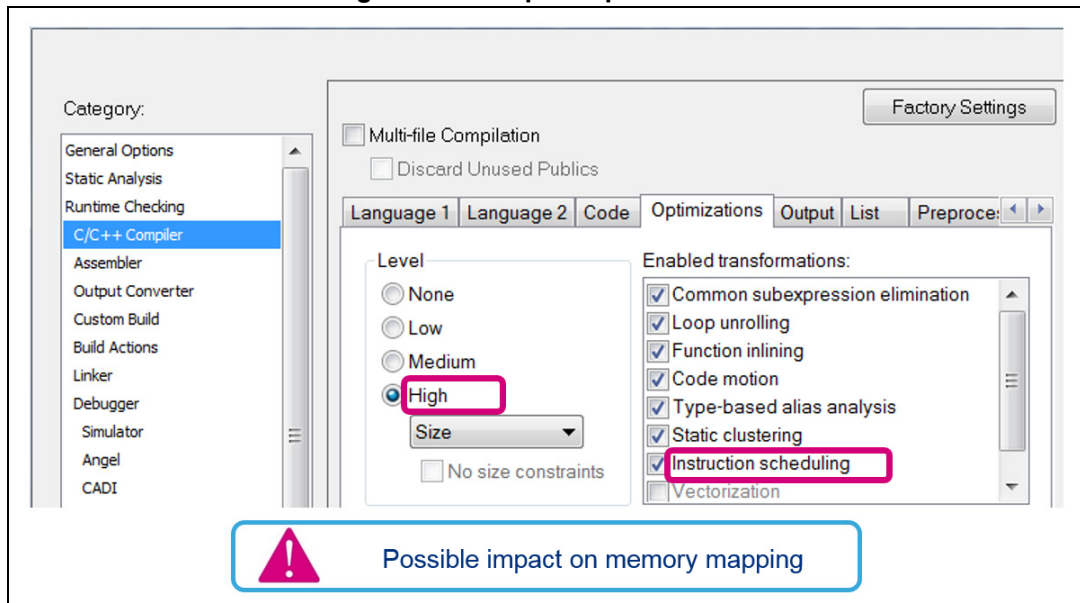 Factory Settings
Category:
Multi-file Compilation
Discard Unused Publics
General Options
Static Analysis
Runtime Checking
C/C++ Compiler
Assembler
Output Converter
Custom Build
Build Actions
Linker
Debugger
Simulator
Angel
CADI
Language 1 Language 2 Code Optimizations Output List Preproce
Level
None
Low
Medium
High
Size
No size constraints
Enabled transformations:
Common subexpression elimination
Loop unrolling
Function inlining
Code motion
Type-based alias analysis
Static clustering
Instruction scheduling
Vectorization
Possible impact on memory mapping